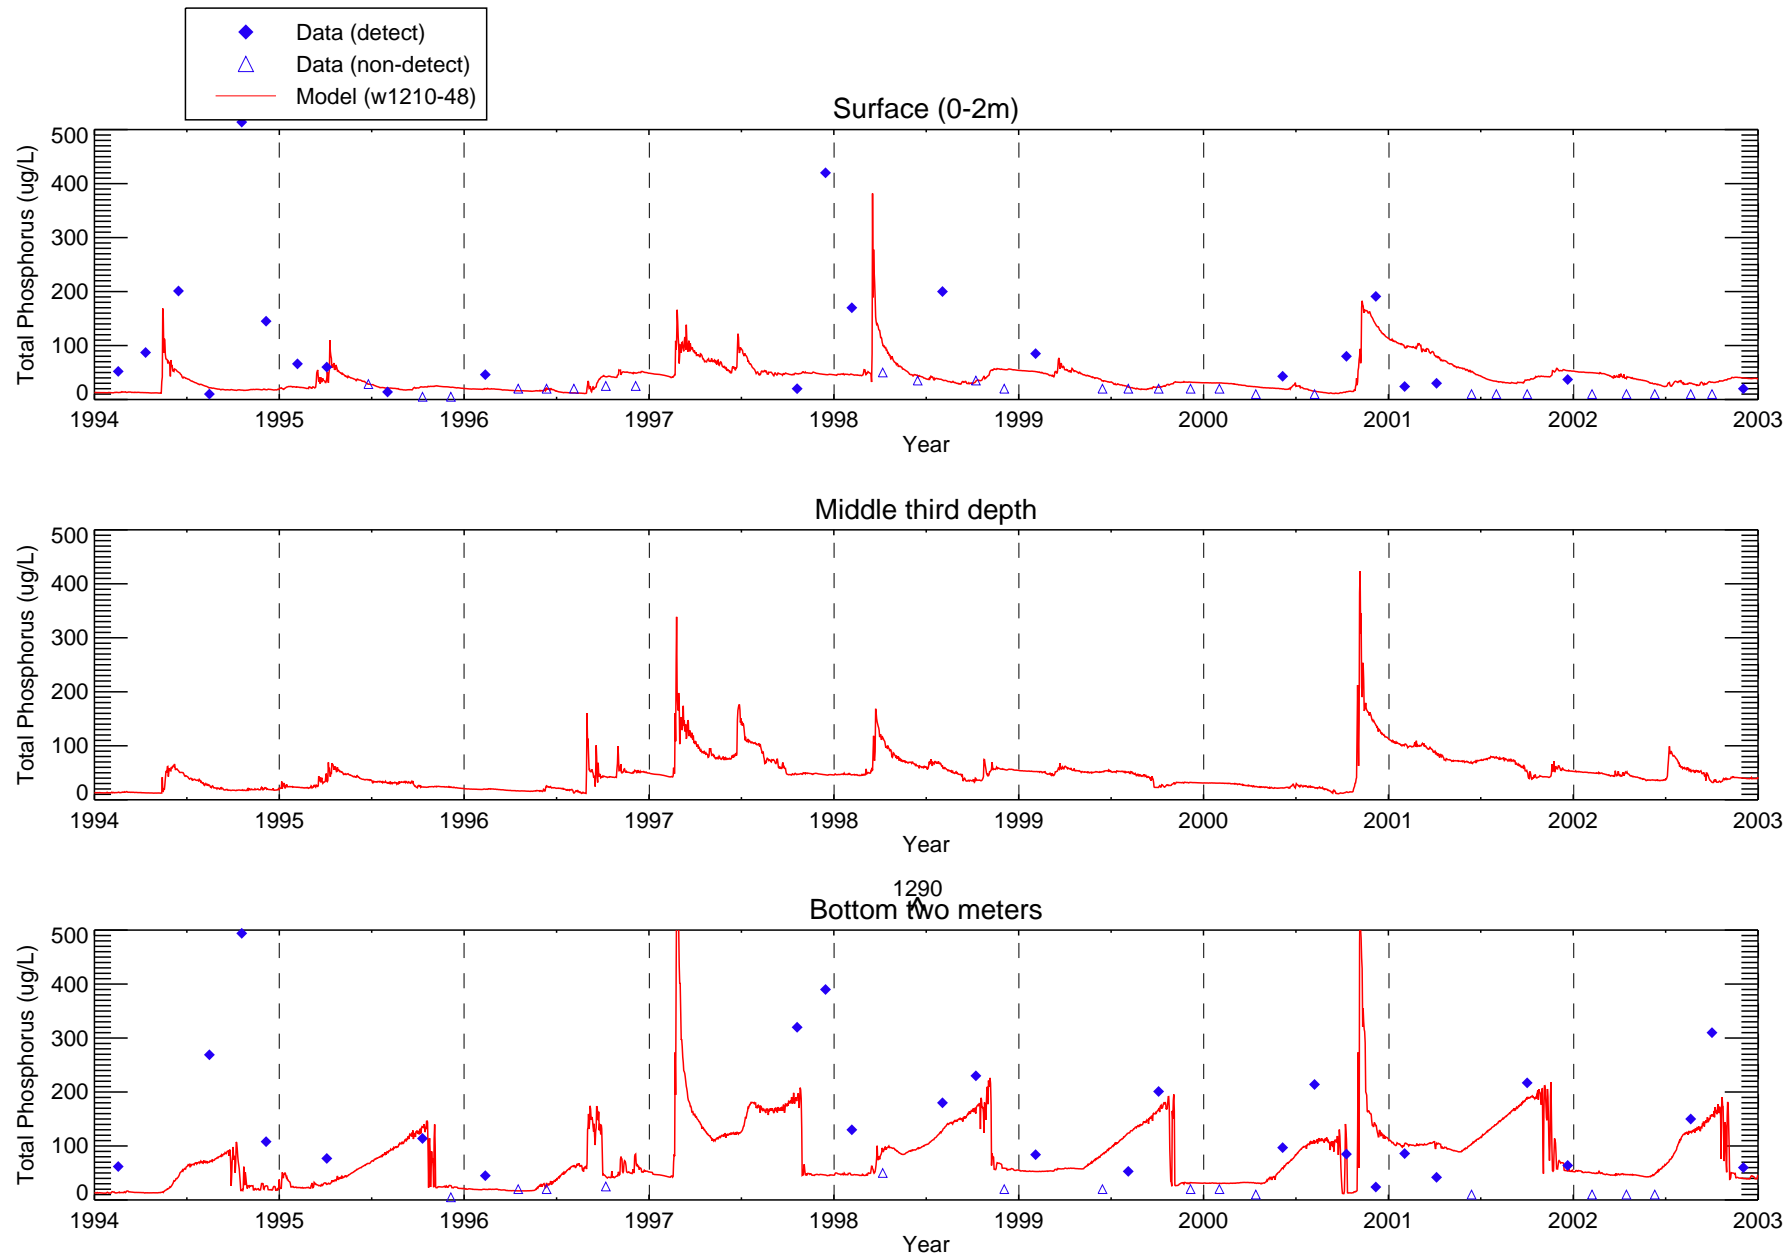 Data (detect)
Data (non-detect)
Model (w1210-48)
Surface (0-2m)
Total Phosphorus (ug/L)
500
400
300
200
100
0
1994 1995 1996 1997 1998 1999 2000 2001 2002 2003
Year
Middle third depth
Total Phosphorus (ug/L)
500
400
300
200
100
0
1994 1995 1996 1997 1998 1999 2000 2001 2002 2003
Year
1290
^
Bottom two meters
Total Phosphorus (ug/L)
500
400
300
200
100
0
1994 1995 1996 1997 1998 1999 2000 2001 2002 2003
Year